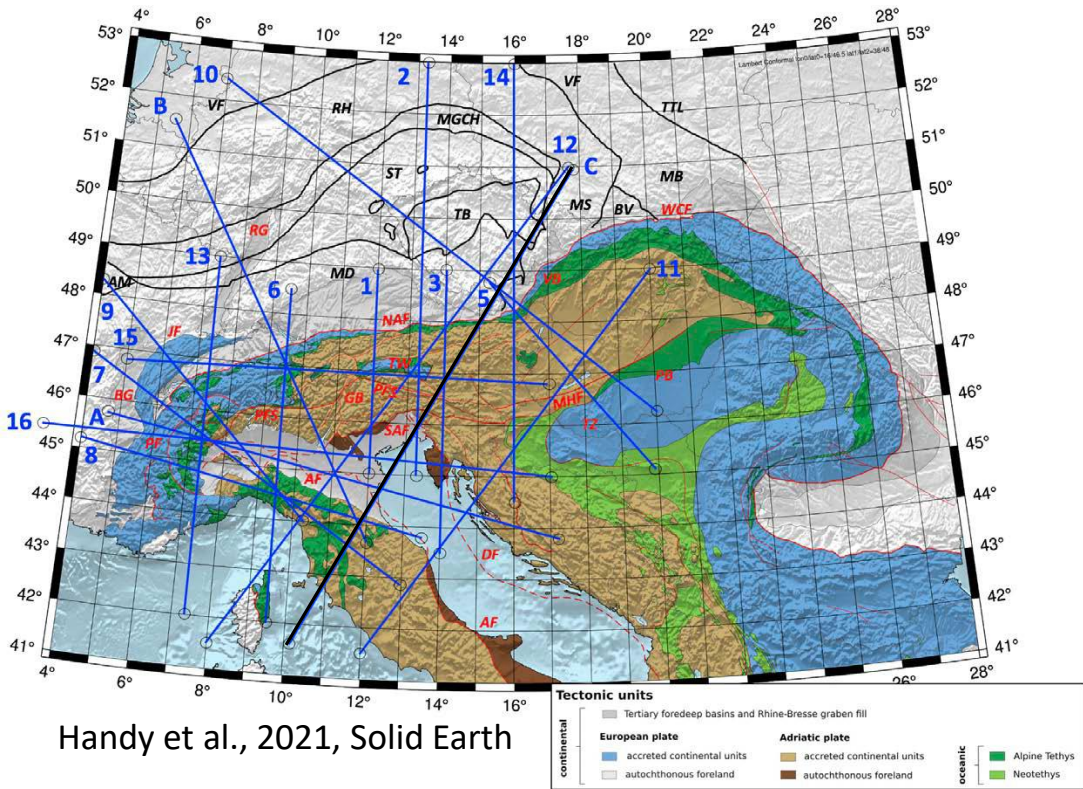 4° 6° 8° 10° 12° 14° 16° 18° 20° 22° 24° 26° 28°
53° 53°
52° 52°
51° 51°
50° 50°
49° 49°
48° 48°
47° 47°
46° 46°
45° 45°
44° 44°
43° 43°
42° 42°
41° 41°
4° 6° 8° 10° 12° 14° 16° 26° 28°
10 2 14
B 12 C
VF RH MGCH VF TTL
ST TB MS BV MB WCF
RG
13 6 1 3 5 11
AM MD VB
9 NAF
15 JF TW PB
7 BG PFS GB PFS MHF TZ
16 A PF SAF
8 AF DF
AF
Handy et al., 2021, Solid Earth
Tectonic units
continental
Tertiary foredeep basins and Rhine-Bresse graben fill
European plate
accreted continental units
autochthonous foreland
Adriatic plate
accreted continental units
autochthonous foreland
oceanic
Alpine Tethys
Neotethys